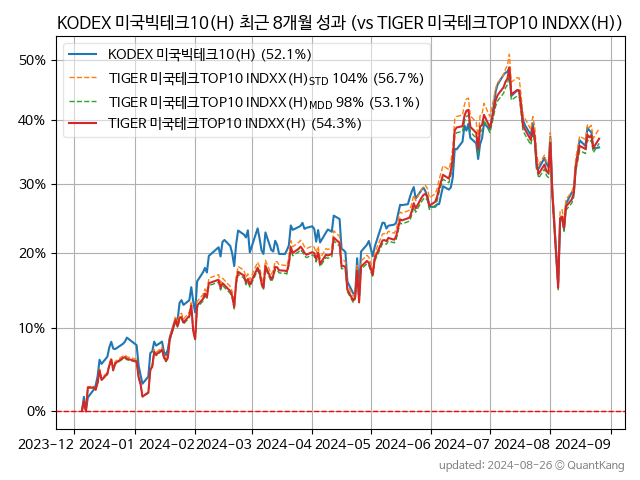 KODEX 미국빅테크10(H) 최근 8개월 성과 (vs TIGER 미국테크TOP10 INDXX(H))
KODEX 미국빅테크10(H) (52.1%)
TIGER 미국테크TOP10 INDXX(H)STD 104% (56.7%)
TIGER 미국테크TOP10 INDXX(H)MDD 98% (53.1%)
TIGER 미국테크TOP10 INDXX(H) (54.3%)
50%
40%
30%
20%
10%
0%
2023-12 2024-01 2024-02 2024-03 2024-04 2024-05 2024-06 2024-07 2024-08 2024-09
updated: 2024-08-26 © QuantKang